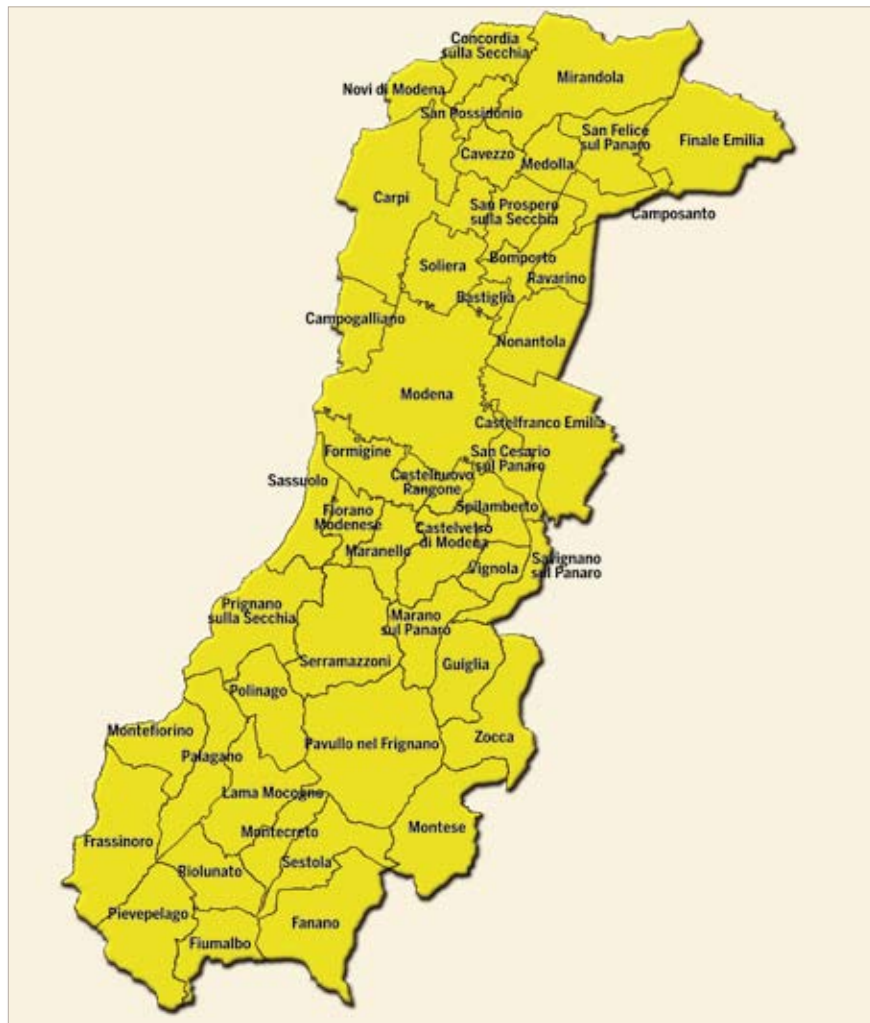 Concordia
sulla Secchia
Mirandola
Novi di Modena
San Possidonio
San Felice
sul Panaro
Finale Emilia
Cavezzo
Medolla
Carpi
San Prospero
sulla Secchia
Camposanto
Bomporto
Soliera
Ravarino
Bastiglia
Campogalliano
Nonantola
Modena
Castelfranco Emilia
Formigine
San Cesario
sul Panaro
Sassuolo
Castelnuovo
Rangone
Spilamberto
Fiorano
Modenese
Castelvetro
di Modena
Maranello
Savignano
sul Panaro
Vignola
Prignano
sulla Secchia
Marano
sul Panaro
Serramazzoni
Guiglia
Polinago
Montefiorino
Zocca
Pavullo nel Frignano
Palagano
Lama Mocogno
Montese
Montecreto
Frassinoro
Sestola
Riolunato
Pievepelago
Fanano
Fiumalbo